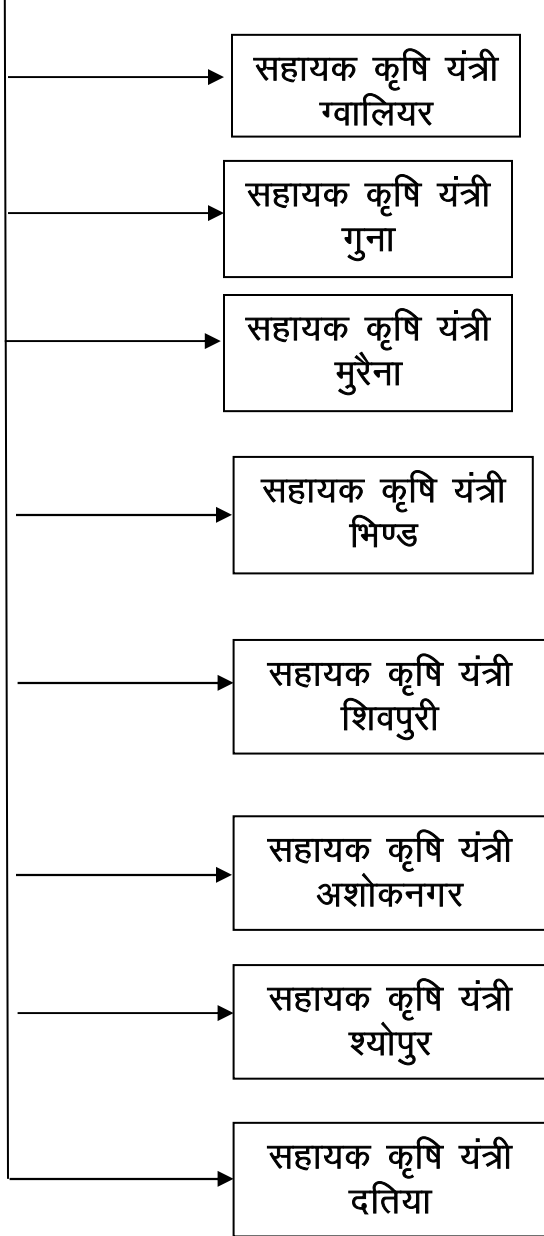 सहायक कृषि यंत्री
ग्वालियर
सहायक कृषि यंत्री
गुना
सहायक कृषि यंत्री
मुरैना
सहायक कृषि यंत्री
भिण्ड
सहायक कृषि यंत्री
शिवपुरी
सहायक कृषि यंत्री
अशोकनगर
सहायक कृषि यंत्री
श्योपुर
सहायक कृषि यंत्री
दतिया